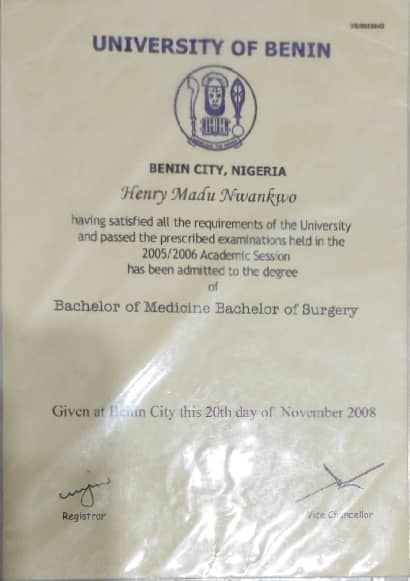 UNIVERSITY OF BENIN
BENIN CITY, NIGERIA
Henry Madu Nwankwo
having satisfied all the requirements of the University
and passed the prescribed examinations held in the
2005/2006 Academic Session
has been admitted to the degree
of
Bachelor of Medicine Bachelor of Surgery
Given at Benin City this 20th day of November 2008
Registrar
Vice Chancellor